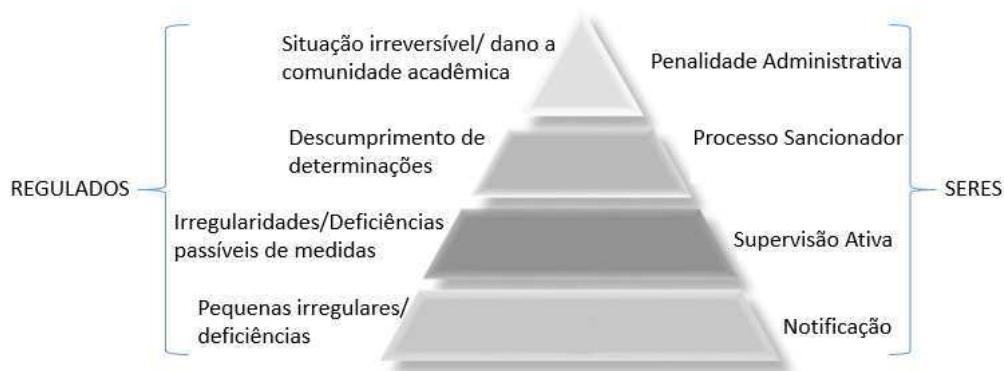 Situação irreversível/ dano a
comunidade acadêmica
Penalidade Administrativa
Descumprimento de
determinações
Processo Sancionador
REGULADOS
SERES
Irregularidades/Deficiências
passíveis de medidas
Supervisão Ativa
Pequenas irregulares/
deficiências
Notificação